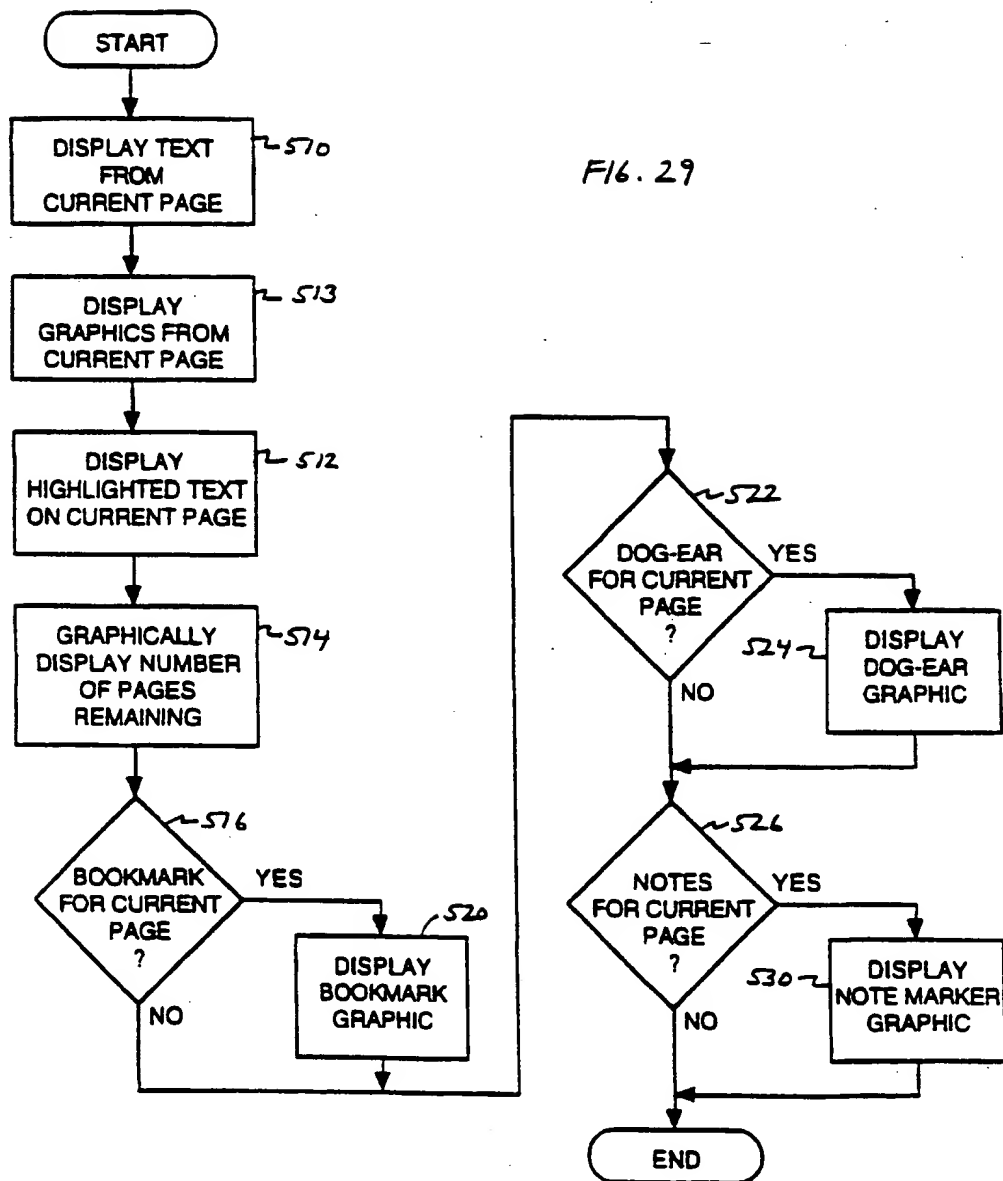 START
DISPLAY TEXT
FROM
CURRENT PAGE
510
FIG. 29
DISPLAY
GRAPHICS FROM
CURRENT PAGE
513
DISPLAY
HIGHLIGHTED TEXT
ON CURRENT PAGE
512
GRAPHICALLY
DISPLAY NUMBER
OF PAGES
REMAINING
514
BOOKMARK
FOR CURRENT
PAGE
?
516
YES
NO
DISPLAY
BOOKMARK
GRAPHIC
520
DOG-EAR
FOR CURRENT
PAGE
?
522
YES
NO
DISPLAY
DOG-EAR
GRAPHIC
524
NOTES
FOR CURRENT
PAGE
?
526
YES
NO
DISPLAY
NOTE MARKER
GRAPHIC
530
END